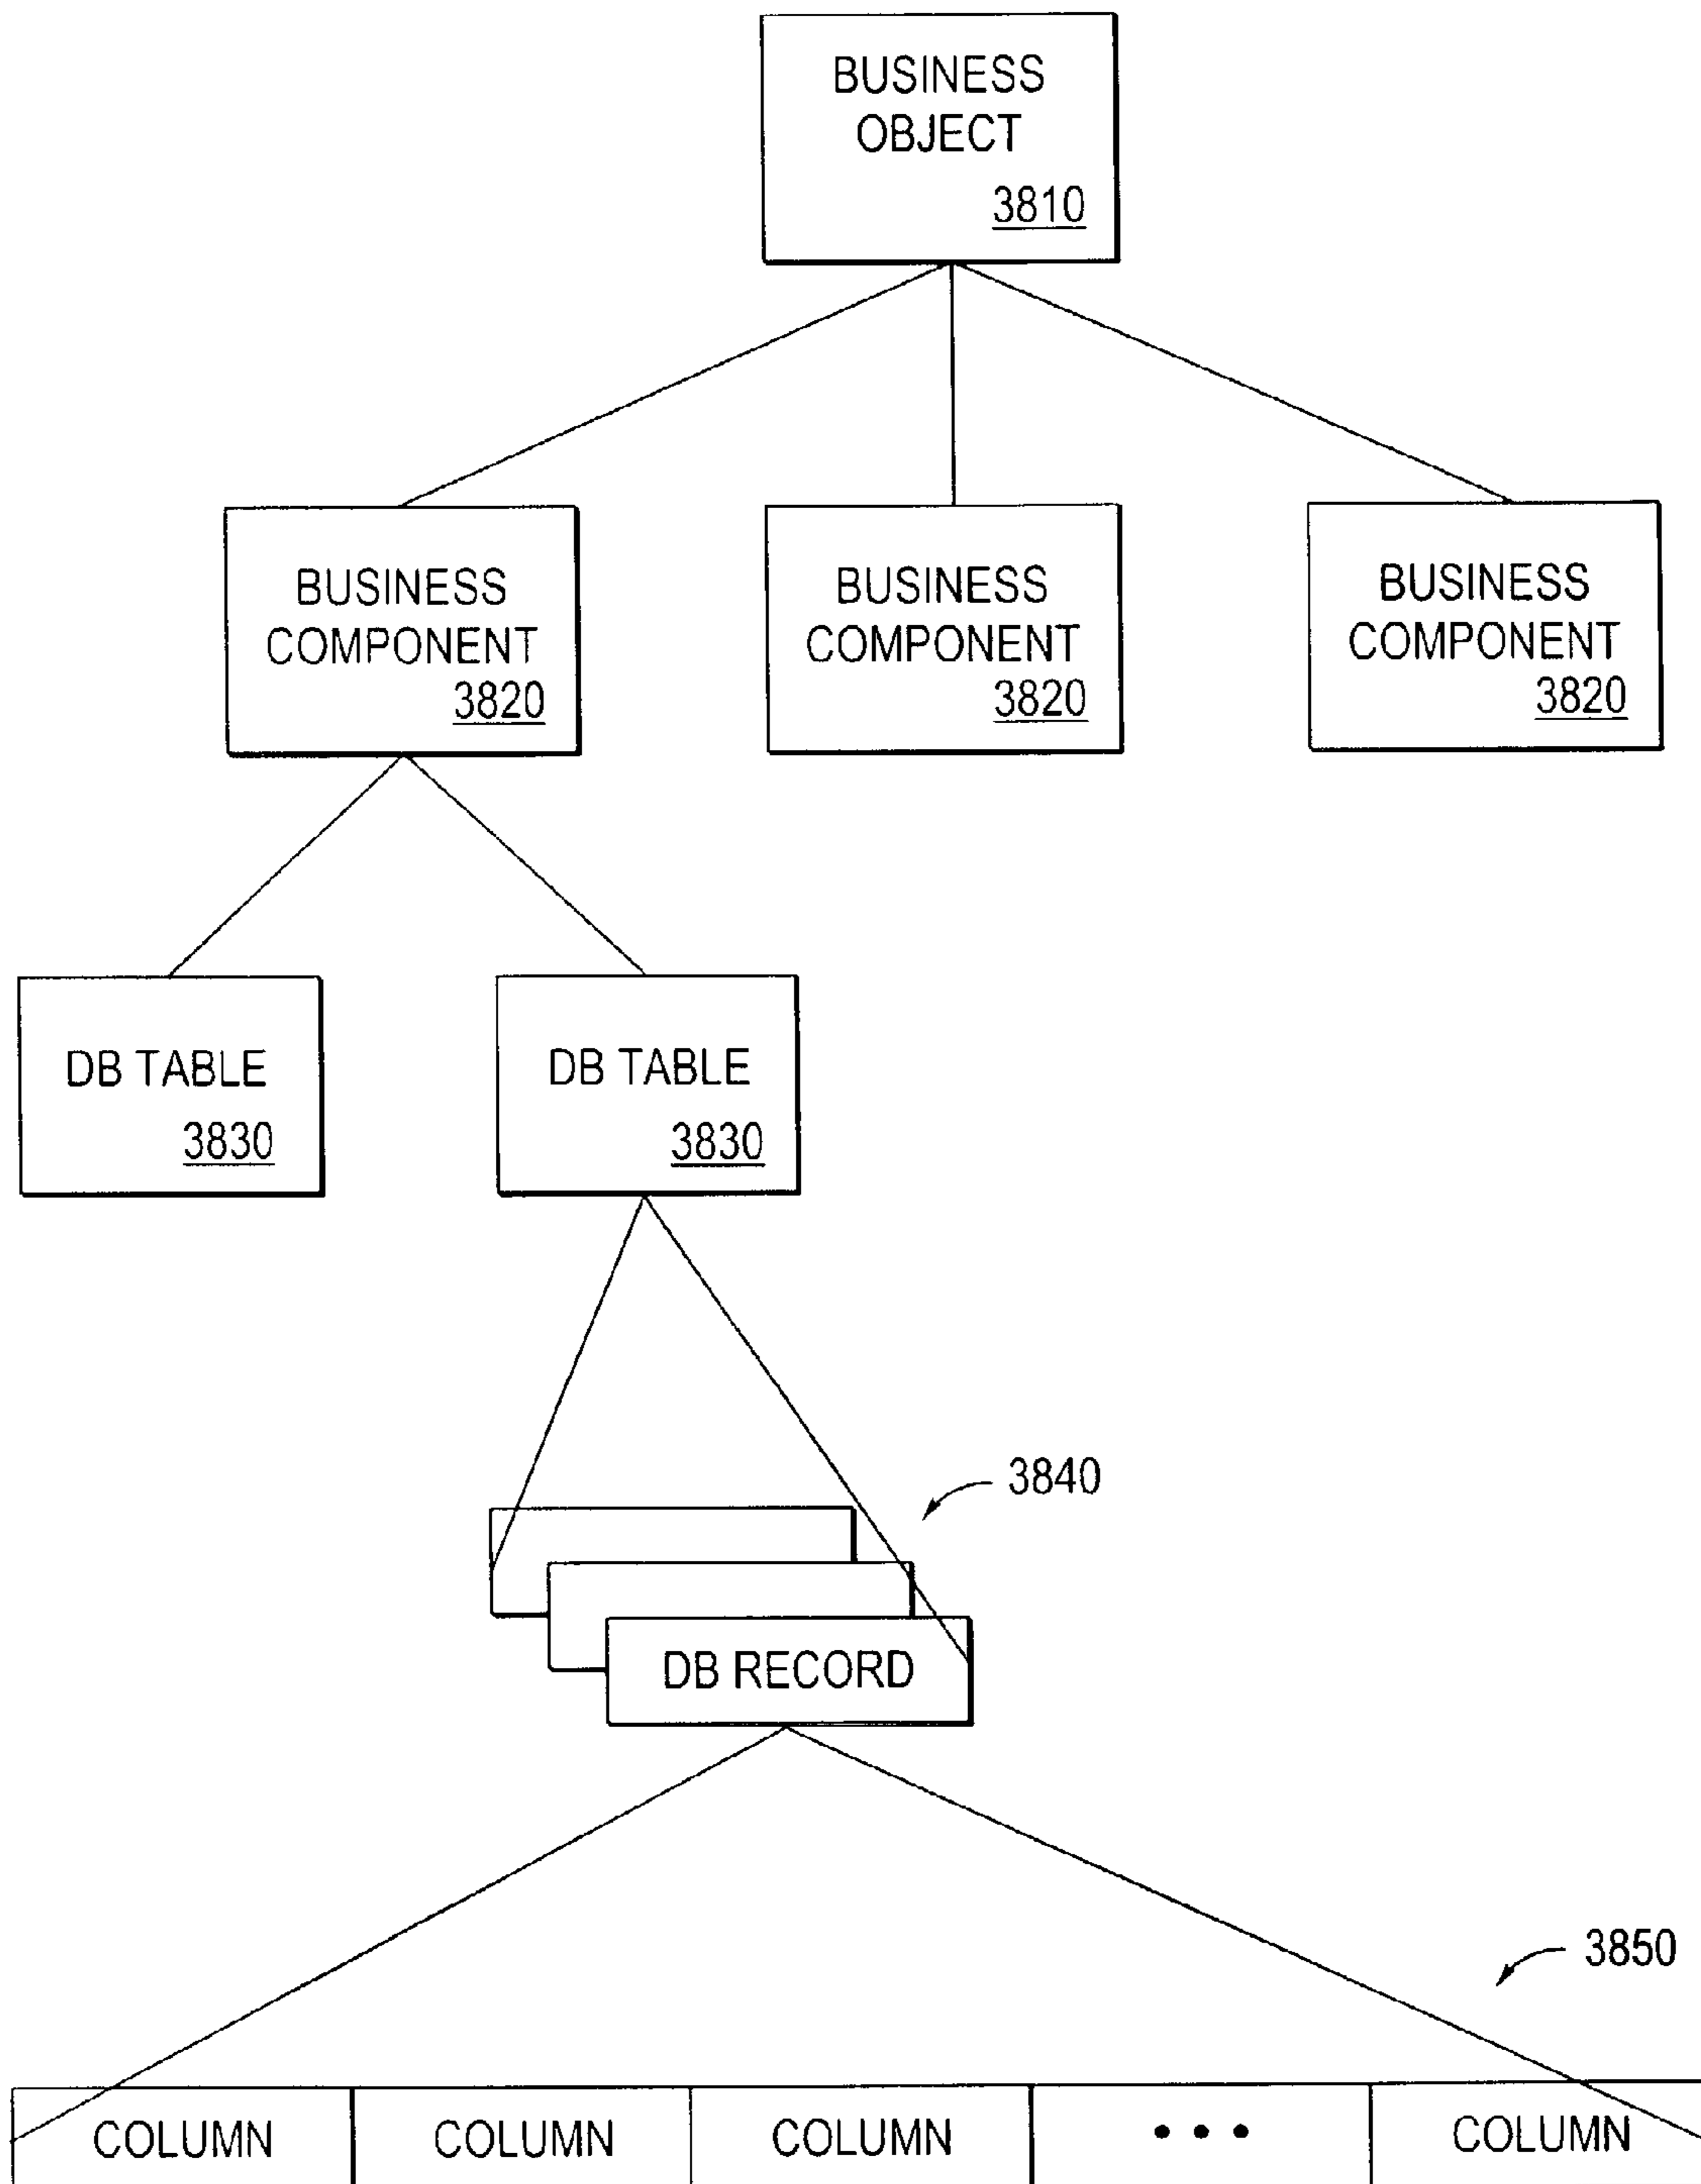 BUSINESS
OBJECT
3810
BUSINESS
COMPONENT
3820
BUSINESS
COMPONENT
3820
BUSINESS
COMPONENT
3820
DB TABLE
3830
DB TABLE
3830
3840
DB RECORD
3850
COLUMN COLUMN COLUMN • • • COLUMN